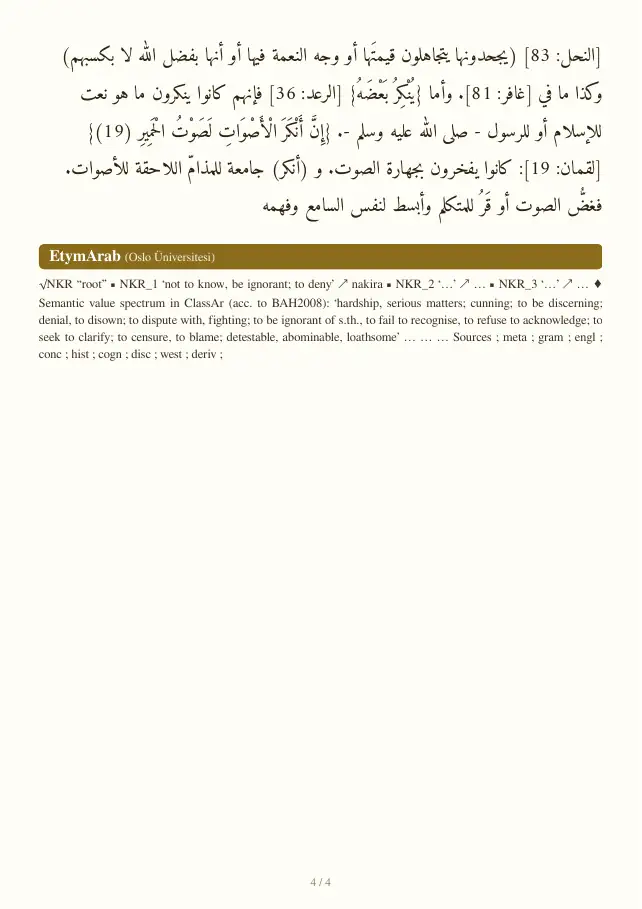 [النحل: 83] (يجحدونها يتجاهلون قيمتَها أو وجه النعمة فيها أو أنها بفضل الله لا بكسبهم)
وكذا ما في [غافر: 81]. وأما {يُنْكِرُ بَعْضَهُ} [الرعد: 36] فإنهم كانوا ينكرون ما هو نعت
للإسلام أو للرسول - صلى الله عليه وسلم -. {إِنَّ أَنْكَرَ الْأَصْوَاتِ لَصَوْتُ الْحَمِيرِ (19)}
[لقمان: 19]: كانوا يفخرون بجهارة الصوت. و (أنكر) جامعة للمذامّ اللاحقة للأصوات.
فغضُّ الصوت أو قَرُ للمتكلم وأبسط لنفس السامع وفهمه
EtymArab (Oslo Üniversitesi)
√NKR “root” ▪ NKR_1 ‘not to know, be ignorant; to deny’ ↗ nakira ▪ NKR_2 ‘…’ ↗ … ▪ NKR_3 ‘…’ ↗ … ♦
Semantic value spectrum in ClassAr (acc. to BAH2008): ‘hardship, serious matters; cunning; to be discerning;
denial, to disown; to dispute with, fighting; to be ignorant of s.th., to fail to recognise, to refuse to acknowledge; to
seek to clarify; to censure, to blame; detestable, abominable, loathsome’ … … … Sources ; meta ; gram ; engl ;
conc ; hist ; cogn ; disc ; west ; deriv ;
4 / 4